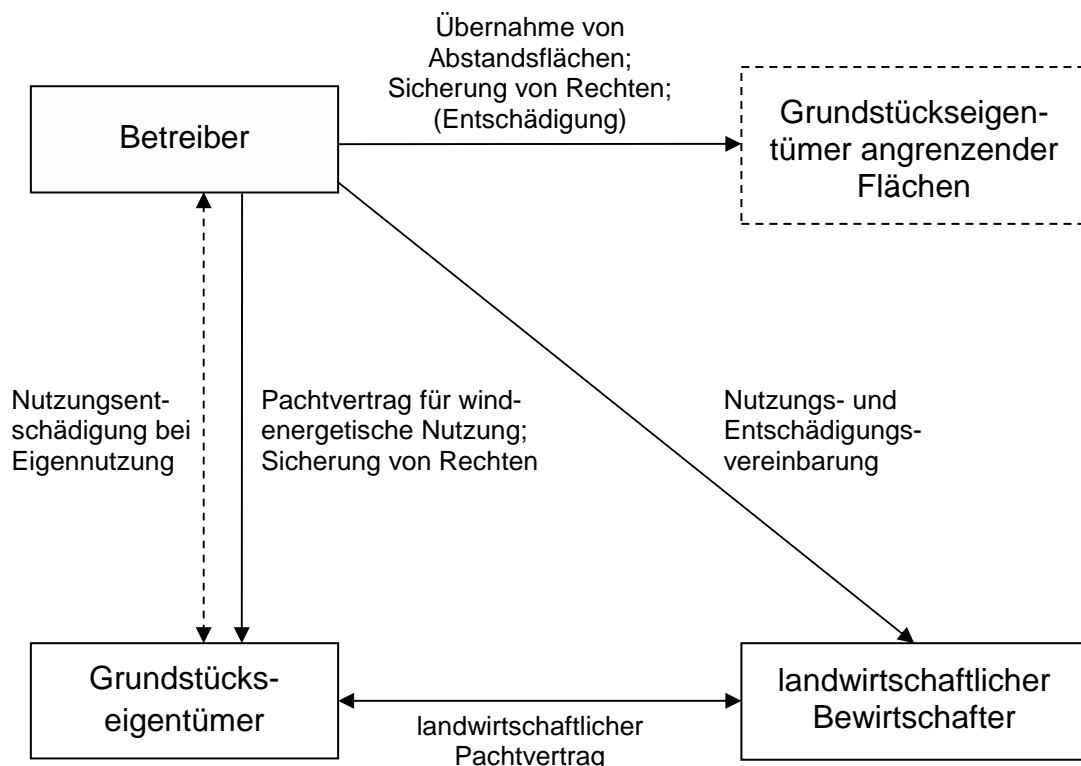 Übernahme von
Abstandsflächen;
Sicherung von Rechten;
(Entschädigung)
Betreiber
Grundstückseigen-
tümer angrenzender
Flächen
Nutzungsent-
schädigung bei
Eigennutzung
Pachtvertrag für wind-
energetische Nutzung;
Sicherung von Rechten
Nutzungs- und
Entschädigungs-
vereinbarung
Grundstücks-
eigentümer
landwirtschaftlicher
Pachtvertrag
landwirtschaftlicher
Bewirtschafter